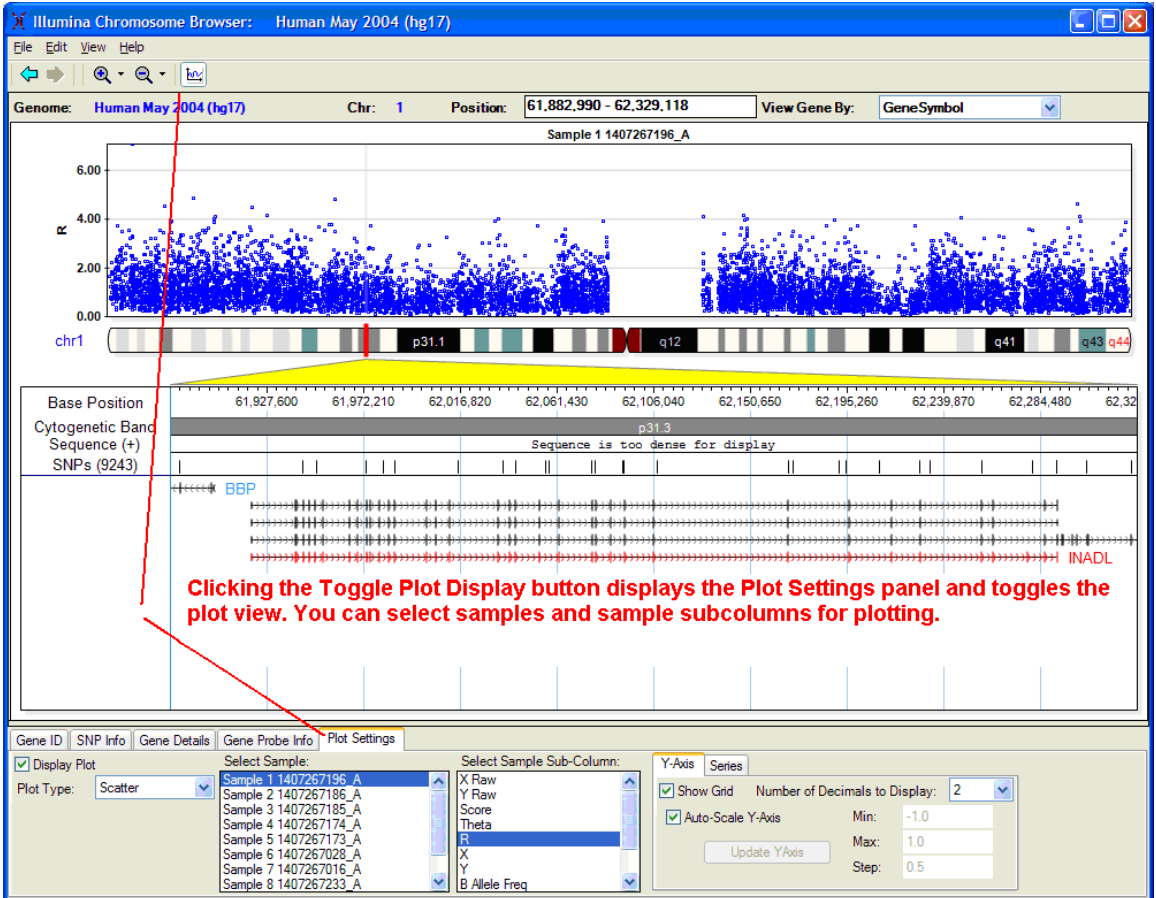 Illumina Chromosome Browser: Human May 2004 (hg17)
File Edit View Help
Genome: Human May 2004 (hg17) Chr: 1 Position: 61,882,990 - 62,329,118 View Gene By: GeneSymbol
Sample 1 1407267196_A
6.00
4.00
R
2.00
0.00
chr1 p31.1 q12 q41 q43 q44
Base Position 61,927,600 61,972,210 62,016,820 62,061,430 62,106,040 62,150,650 62,195,260 62,239,870 62,284,480 62,32
Cytogenetic Band p31.3
Sequence (+) Sequence is too dense for display
SNPs (9243)
BBP
INADL
Clicking the Toggle Plot Display button displays the Plot Settings panel and toggles the
plot view. You can select samples and sample subcolumns for plotting.
Gene ID SNP Info Gene Details Gene Probe Info Plot Settings
Display Plot Select Sample: Select Sample Sub-Column: Y-Axis Series
Plot Type: Scatter Sample 1 1407267196_A X Raw Show Grid Number of Decimals to Display: 2
Sample 2 1407267186_A Y Raw
Sample 3 1407267185_A Score Auto-Scale Y-Axis Min: -1.0
Sample 4 1407267174_A Theta
Sample 5 1407267173_A R Max: 1.0
Sample 6 1407267028_A X Update YAxis
Sample 7 1407267016_A Y Step: 0.5
Sample 8 1407267233_A B Allele Freq